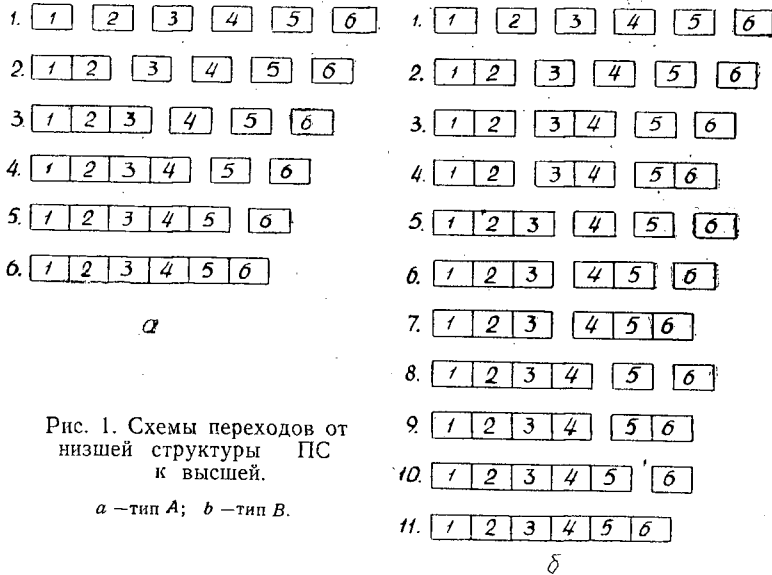 1. 1 2 3 4 5 6
2. 1 2 3 4 5 6
3. 1 2 3 4 5 6
4. 1 2 3 4 5 6
5. 1 2 3 4 5 6
6. 1 2 3 4 5 6
а
Рис. 1. Схемы переходов от
низшей структуры ПС
к высшей.
а —тип А; b —тип В.
1. 1 2 3 4 5 6
2. 1 2 3 4 5 6
3. 1 2 3 4 5 6
4. 1 2 3 4 5 6
5. 1 2 3 4 5 6
6. 1 2 3 4 5 6
7. 1 2 3 4 5 6
8. 1 2 3 4 5 6
9. 1 2 3 4 5 6
10. 1 2 3 4 5 6
11. 1 2 3 4 5 6
б